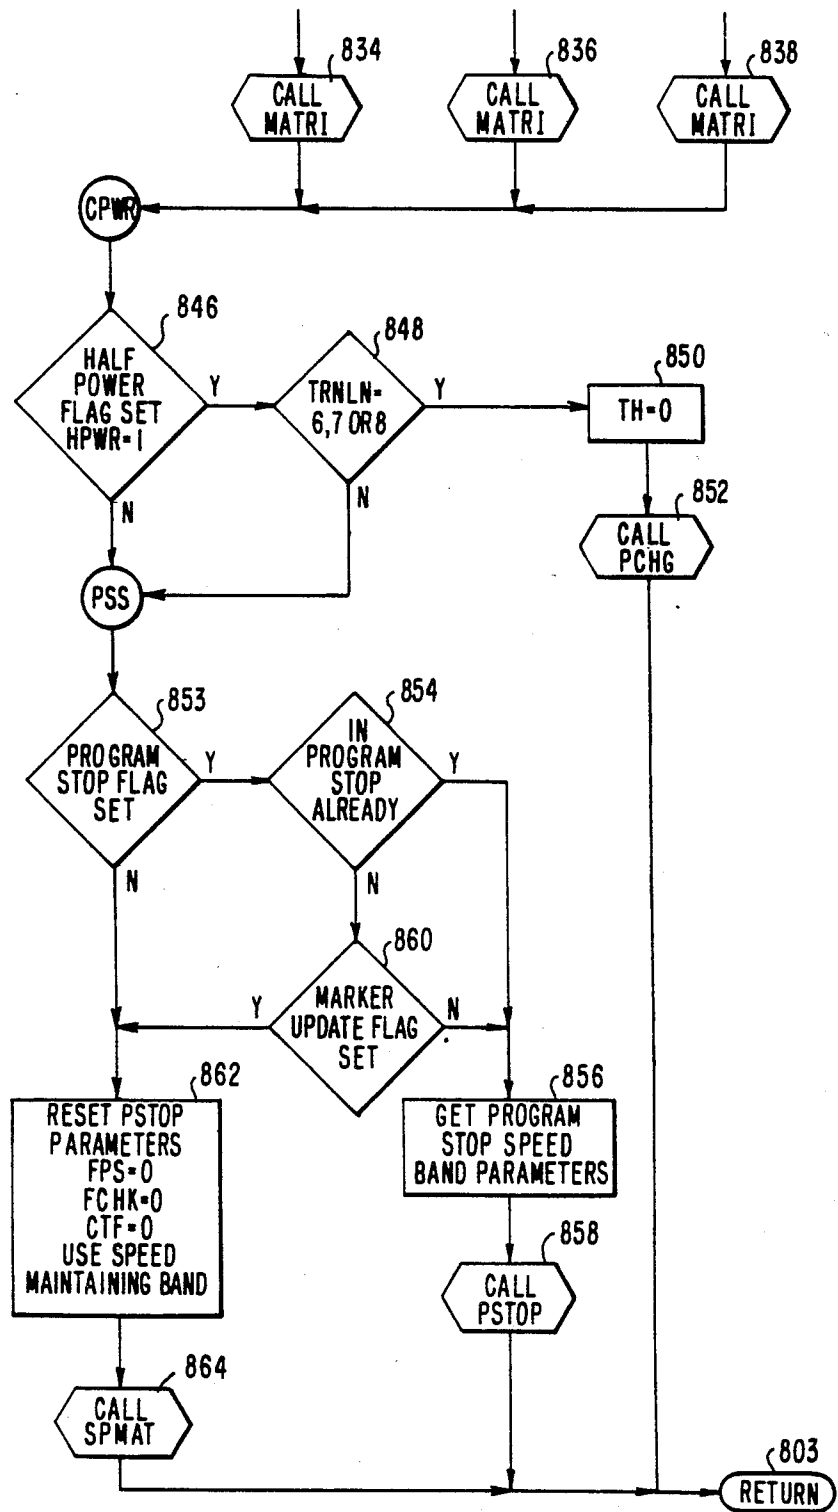 834
836
838
CALL
MATRI
CALL
MATRI
CALL
MATRI
CPWR
846
HALF
POWER
FLAG SET
HPWR=1
Y
N
848
TRNLN=
6,7 OR 8
Y
N
850
TH=0
852
CALL
PCHG
PSS
853
PROGRAM
STOP FLAG
SET
Y
N
854
IN
PROGRAM
STOP
ALREADY
Y
N
860
MARKER
UPDATE FLAG
SET
Y
N
862
RESET PSTOP
PARAMETERS
FPS=0
FCHK=0
CTF=0
USE SPEED
MAINTAINING BAND
856
GET PROGRAM
STOP SPEED
BAND PARAMETERS
858
CALL
PSTOP
864
CALL
SPMAT
803
RETURN